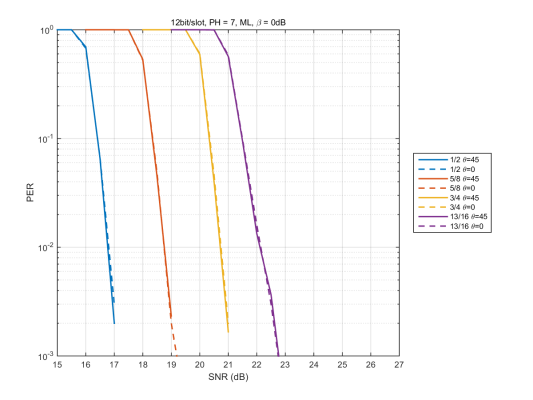 12bit/slot, PH = 7, ML, β = 0dB
PER
10^0
10^-1
10^-2
10^-3
15 16 17 18 19 20 21 22 23 24 25 26 27
SNR (dB)
1/2 θ=45
1/2 θ=0
5/8 θ=45
5/8 θ=0
3/4 θ=45
3/4 θ=0
13/16 θ=45
13/16 θ=0